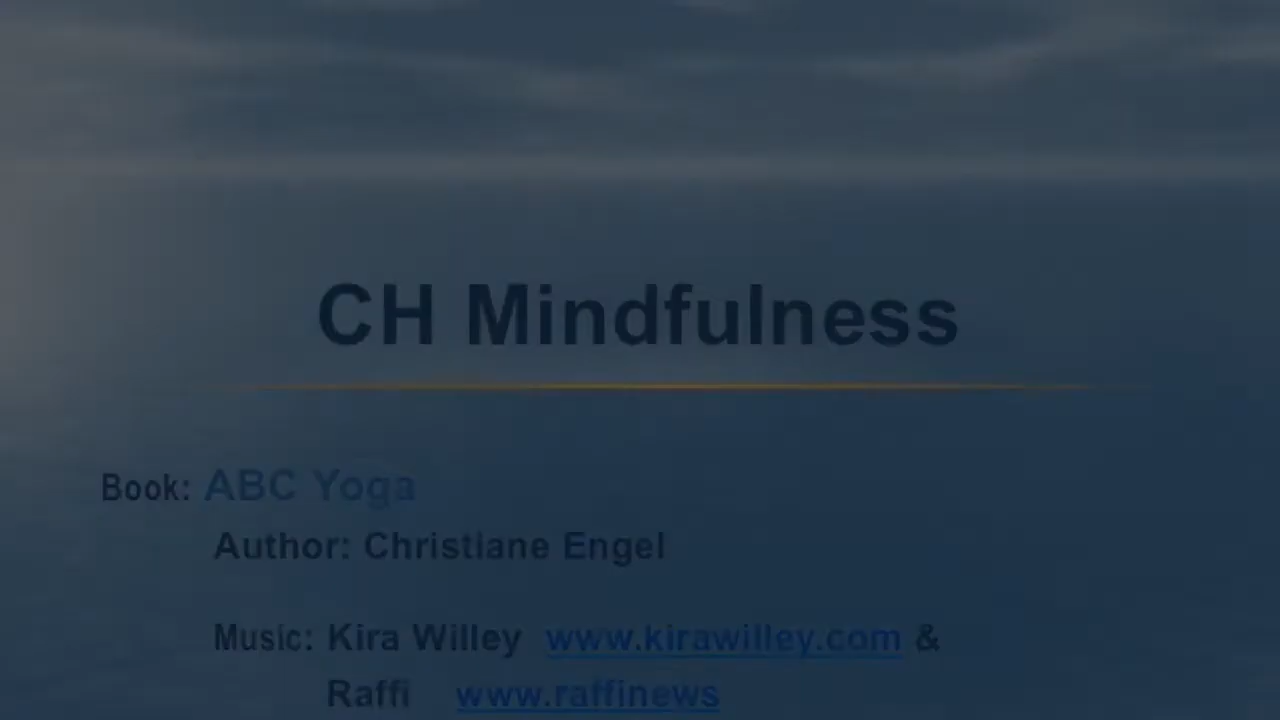 CH Mindfulness
Book: ABC Yoga
Author: Christiane Engel
Music: Kira Willey www.kirawilley.com &
Raffi www.raffinews